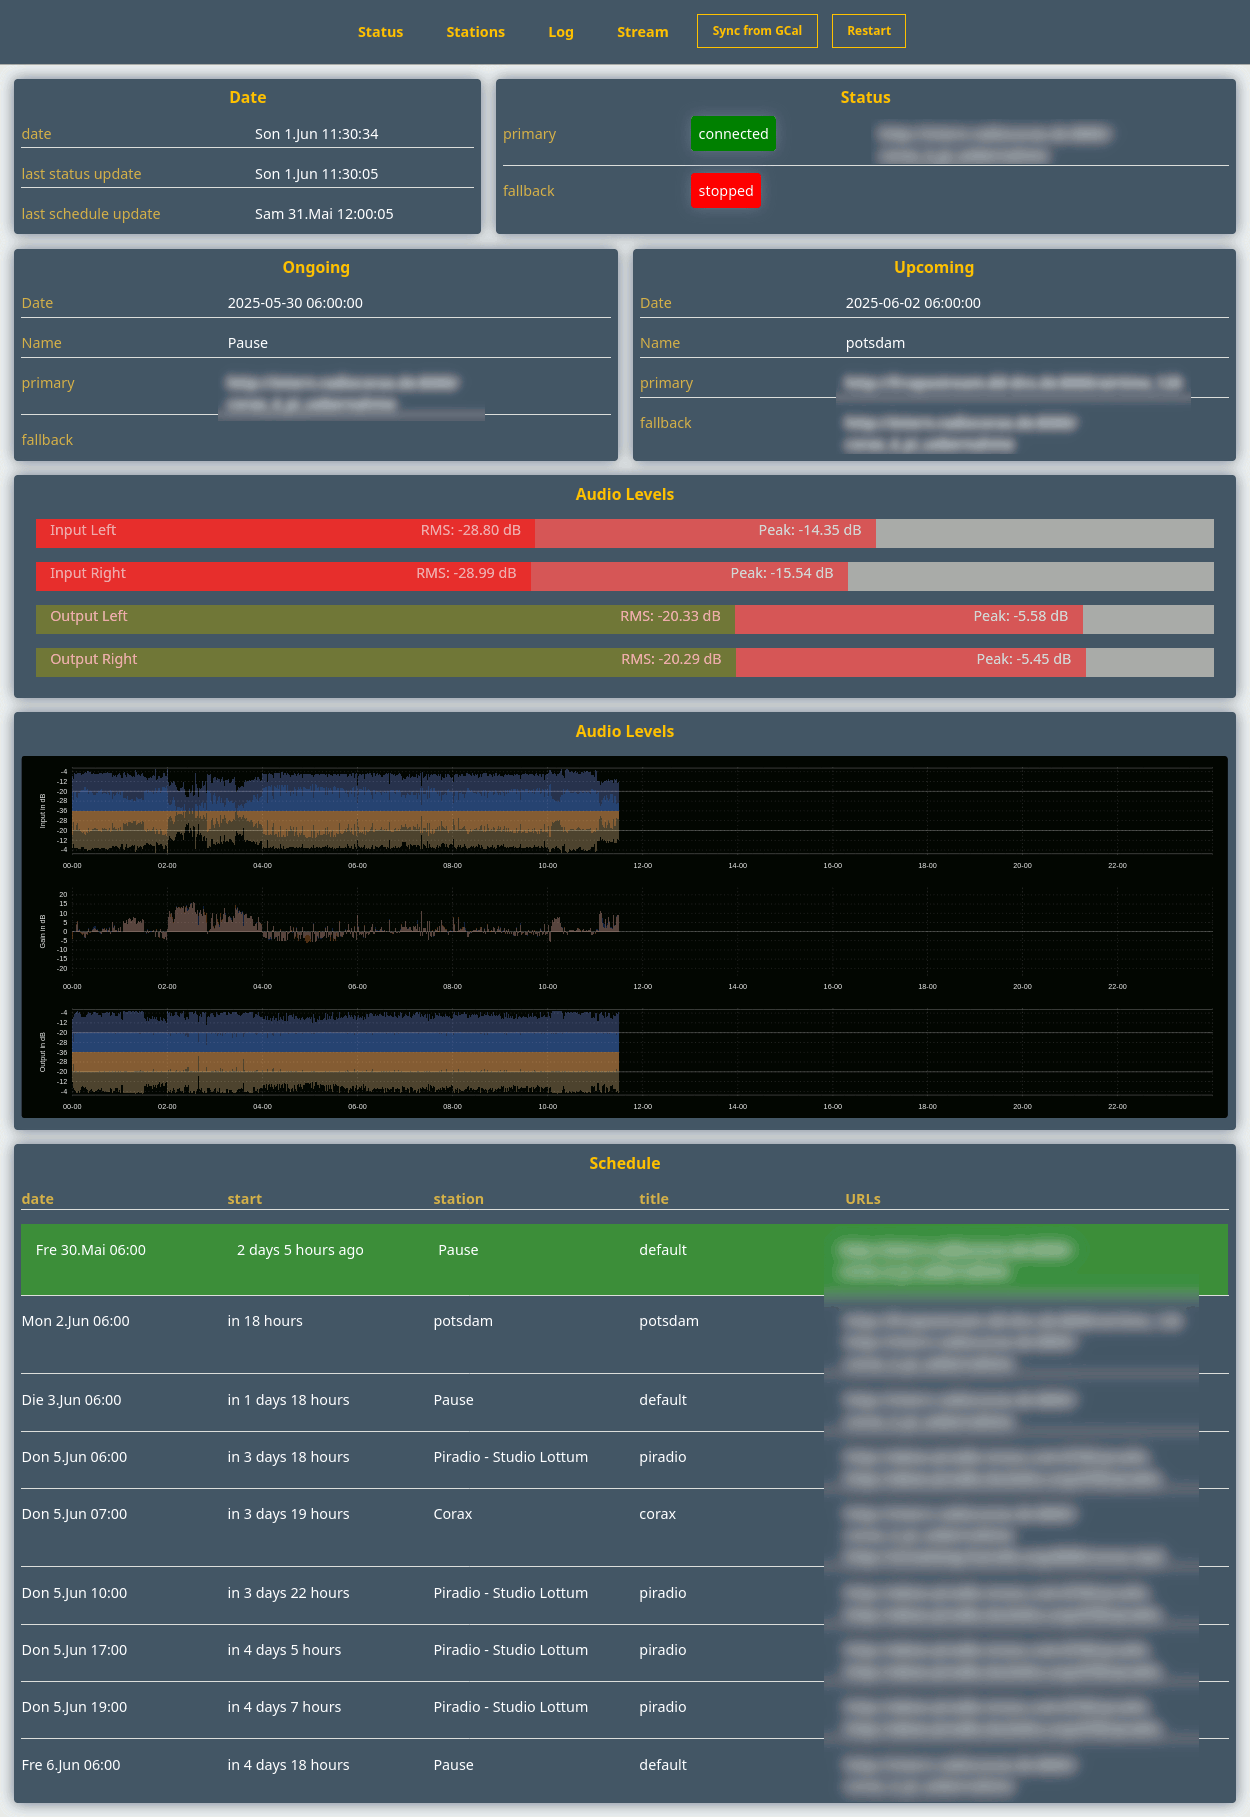 Status Stations Log Stream Sync from GCal Restart
Date
date Son 1.Jun 11:30:34
last status update Son 1.Jun 11:30:05
last schedule update Sam 31.Mai 12:00:05
Status
primary connected
fallback stopped
Ongoing
Date 2025-05-30 06:00:00
Name Pause
primary
fallback
Upcoming
Date 2025-06-02 06:00:00
Name potsdam
primary
fallback
Audio Levels
Input Left RMS: -28.80 dB Peak: -14.35 dB
Input Right RMS: -28.99 dB Peak: -15.54 dB
Output Left RMS: -20.33 dB Peak: -5.58 dB
Output Right RMS: -20.29 dB Peak: -5.45 dB
Audio Levels
Input in dB
-4
-12
-20
-28
-36
-28
-20
-12
-4
00-00 02-00 04-00 06-00 08-00 10-00 12-00 14-00 16-00 18-00 20-00 22-00
Gain in dB
20
15
10
5
0
-5
-10
-15
-20
00-00 02-00 04-00 06-00 08-00 10-00 12-00 14-00 16-00 18-00 20-00 22-00
Output in dB
-4
-12
-20
-28
-36
-28
-20
-12
-4
00-00 02-00 04-00 06-00 08-00 10-00 12-00 14-00 16-00 18-00 20-00 22-00
Schedule
date start station title URLs
Fre 30.Mai 06:00 2 days 5 hours ago Pause default
Mon 2.Jun 06:00 in 18 hours potsdam potsdam
Die 3.Jun 06:00 in 1 days 18 hours Pause default
Don 5.Jun 06:00 in 3 days 18 hours Piradio - Studio Lottum piradio
Don 5.Jun 07:00 in 3 days 19 hours Corax corax
Don 5.Jun 10:00 in 3 days 22 hours Piradio - Studio Lottum piradio
Don 5.Jun 17:00 in 4 days 5 hours Piradio - Studio Lottum piradio
Don 5.Jun 19:00 in 4 days 7 hours Piradio - Studio Lottum piradio
Fre 6.Jun 06:00 in 4 days 18 hours Pause default